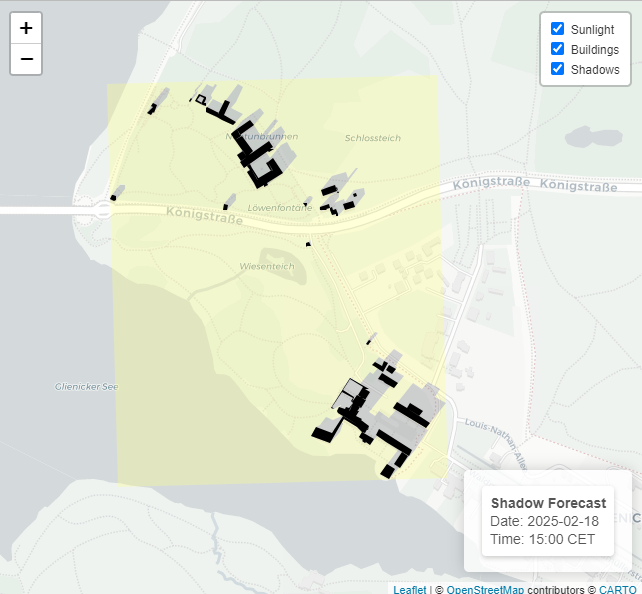 +
−
Sunlight
Buildings
Shadows
Schlossteich
Königstraße Königstraße
Löwenfontäne
Königstraße
Wiesenteich
Glienicker See
Louis-Nathan-Allee
Shadow Forecast
Date: 2025-02-18
Time: 15:00 CET
Leaflet | © OpenStreetMap contributors © CARTO